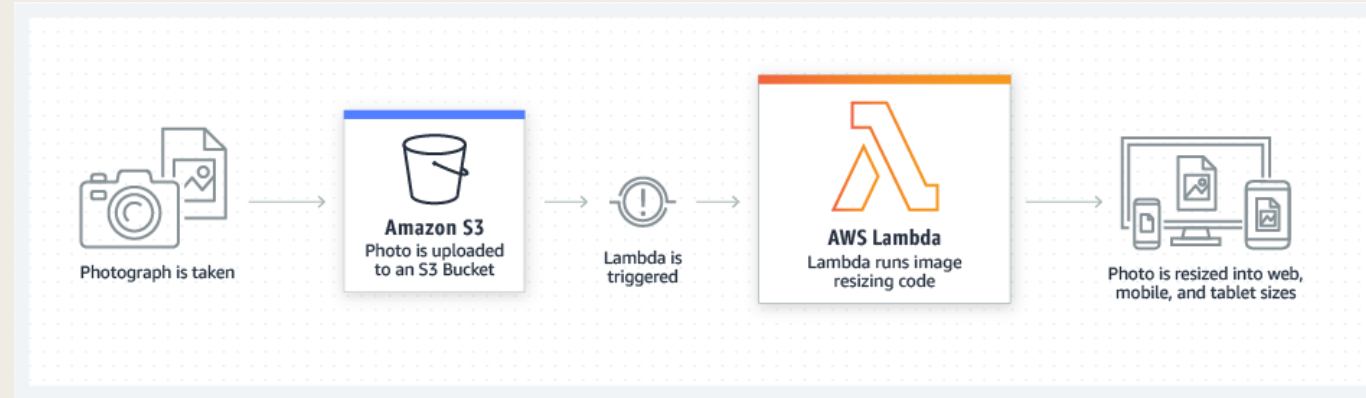 Photograph is taken
Amazon S3
Photo is uploaded
to an S3 Bucket
Lambda is
triggered
AWS Lambda
Lambda runs image
resizing code
Photo is resized into web,
mobile, and tablet sizes